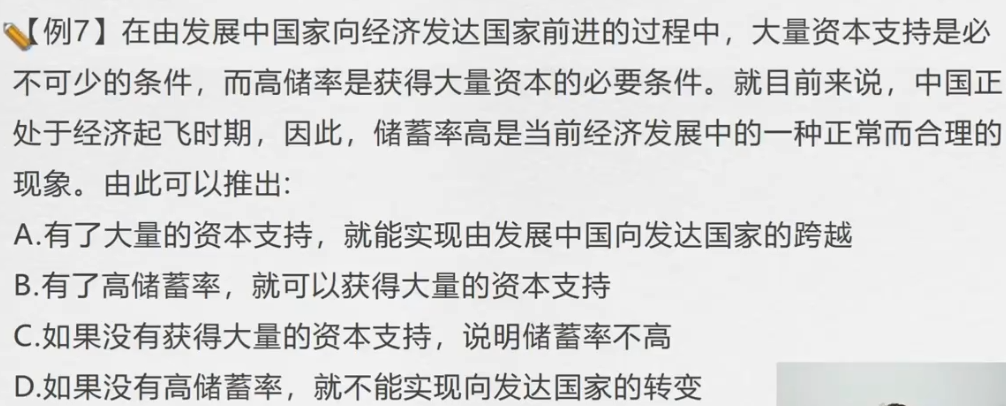 【例7】在由发展中国家向经济发达国家前进的过程中，大量资本支持是必
不可少的条件，而高储率是获得大量资本的必要条件。就目前来说，中国正
处于经济起飞时期，因此，储蓄率高是当前经济发展中的一种正常而合理的
现象。由此可以推出:
A.有了大量的资本支持，就能实现由发展中国向发达国家的跨越
B.有了高储蓄率，就可以获得大量的资本支持
C.如果没有获得大量的资本支持，说明储蓄率不高
D.如果没有高储蓄率，就不能实现向发达国家的转变